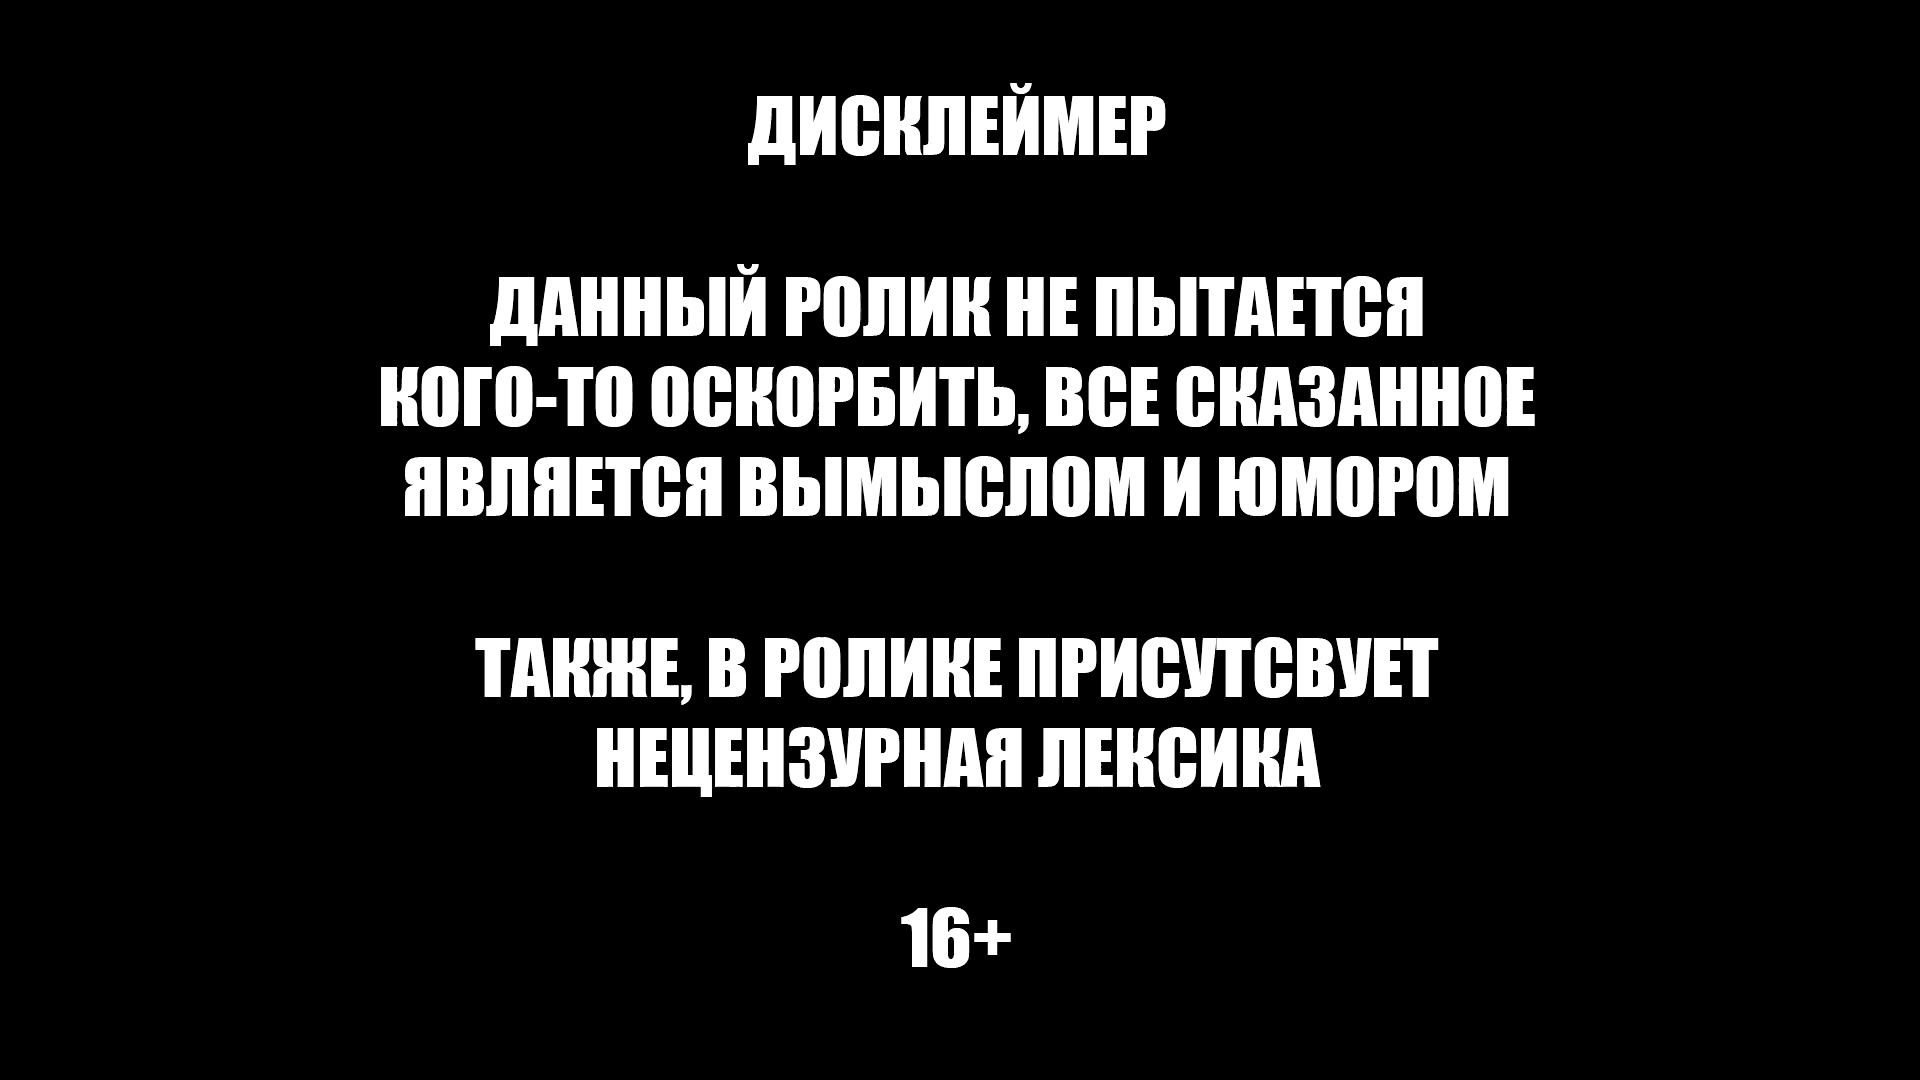 ДИСКЛЕЙМЕР
ДАННЫЙ РОЛИК НЕ ПЫТАЕТСЯ
КОГО-ТО ОСКОРБИТЬ, ВСЕ СКАЗАННОЕ
ЯВЛЯЕТСЯ ВЫМЫСЛОМ И ЮМОРОМ
ТАКЖЕ, В РОЛИКЕ ПРИСУТСВУЕТ
НЕЦЕНЗУРНАЯ ЛЕКСИКА
16+